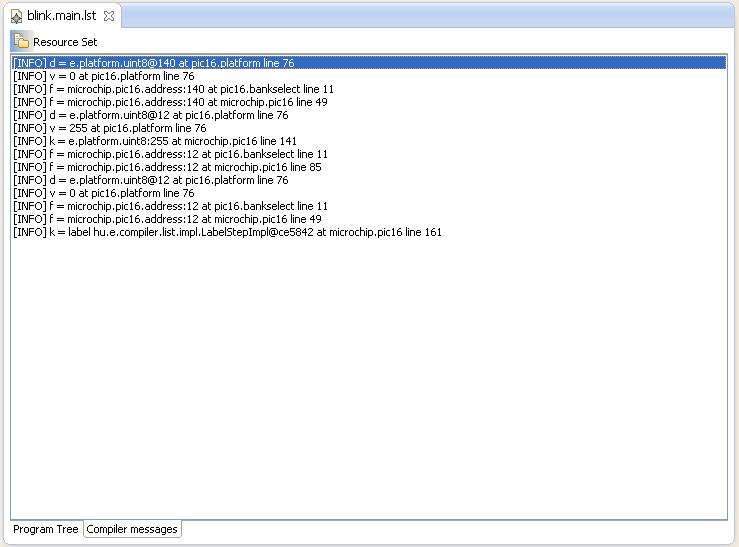 blink.main.lst
Resource Set
[INFO] d = e.platform.uint8@140 at pic16.platform line 76
[INFO] v = 0 at pic16.platform line 76
[INFO] f = microchip.pic16.address:140 at pic16.bankselect line 11
[INFO] f = microchip.pic16.address:140 at microchip.pic16 line 49
[INFO] d = e.platform.uint8@12 at pic16.platform line 76
[INFO] v = 255 at pic16.platform line 76
[INFO] k = e.platform.uint8:255 at microchip.pic16 line 141
[INFO] f = microchip.pic16.address:12 at pic16.bankselect line 11
[INFO] f = microchip.pic16.address:12 at microchip.pic16 line 85
[INFO] d = e.platform.uint8@12 at pic16.platform line 76
[INFO] v = 0 at pic16.platform line 76
[INFO] f = microchip.pic16.address:12 at pic16.bankselect line 11
[INFO] f = microchip.pic16.address:12 at microchip.pic16 line 49
[INFO] k = label hu.e.compiler.list.impl.LabelStepImpl@ce5842 at microchip.pic16 line 161
Program Tree Compiler messages